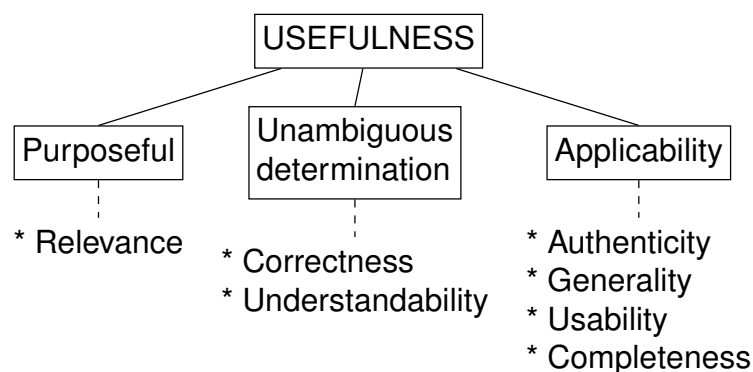 USEFULNESS
Purposeful
Unambiguous
determination
Applicability
* Relevance
* Correctness
* Understandability
* Authenticity
* Generality
* Usability
* Completeness